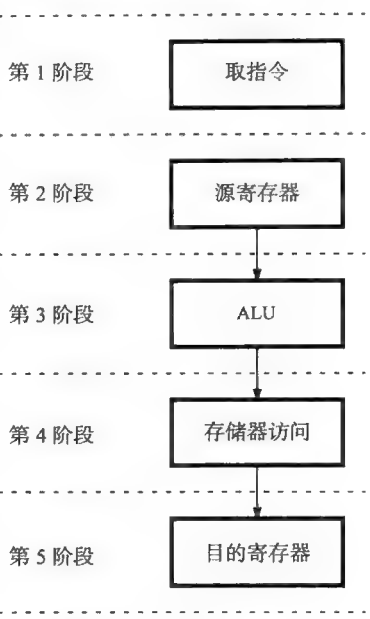 第 1 阶段 取指令
第 2 阶段 源寄存器
第 3 阶段 ALU
第 4 阶段 存储器访问
第 5 阶段 目的寄存器